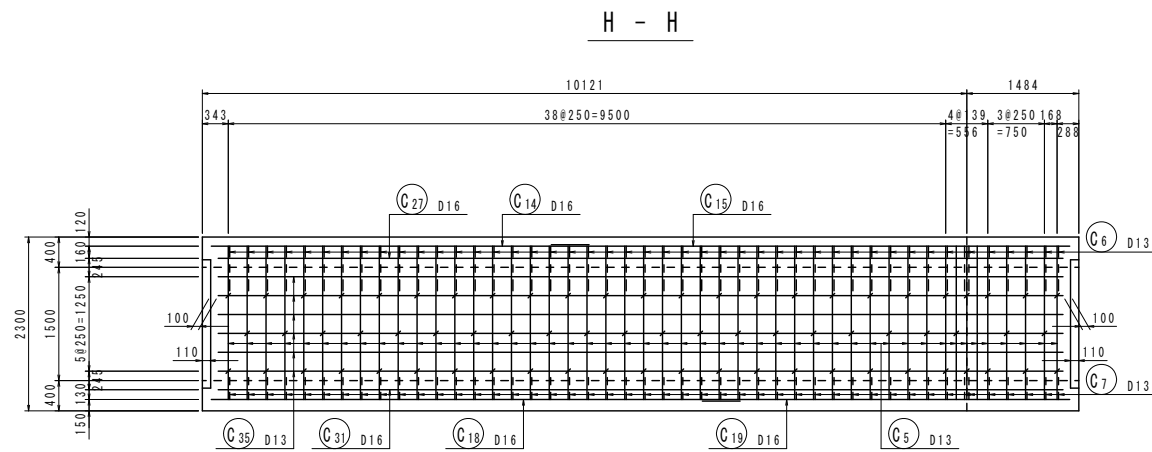 H - H
10121
1484
343
38@250=9500
4@139
=556
3@250
=750
168
288
C27 D16
C14 D16
C15 D16
C6 D13
120
160
245
400
5@250=1250
1500
2300
100
100
110
110
245
130
400
150
C7 D13
C35 D13
C31 D16
C18 D16
C19 D16
C5 D13